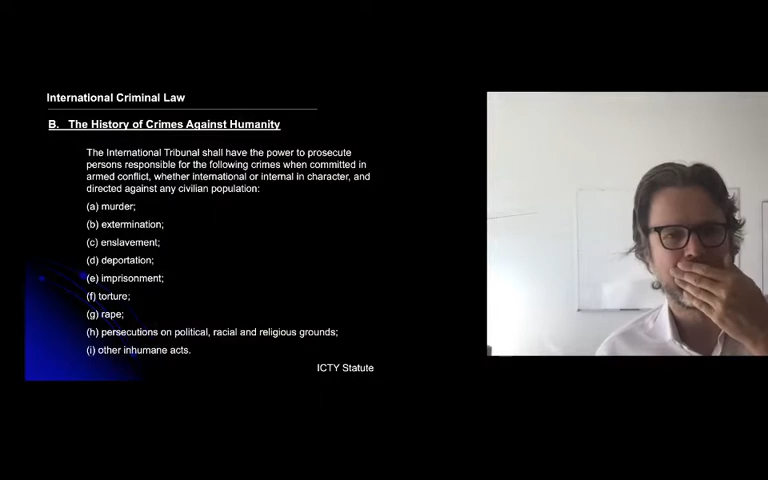 International Criminal Law
B. The History of Crimes Against Humanity
The International Tribunal shall have the power to prosecute
persons responsible for the following crimes when committed in
armed conflict, whether international or internal in character, and
directed against any civilian population:
(a) murder;
(b) extermination;
(c) enslavement;
(d) deportation;
(e) imprisonment;
(f) torture;
(g) rape;
(h) persecutions on political, racial and religious grounds;
(i) other inhumane acts.
ICTY Statute